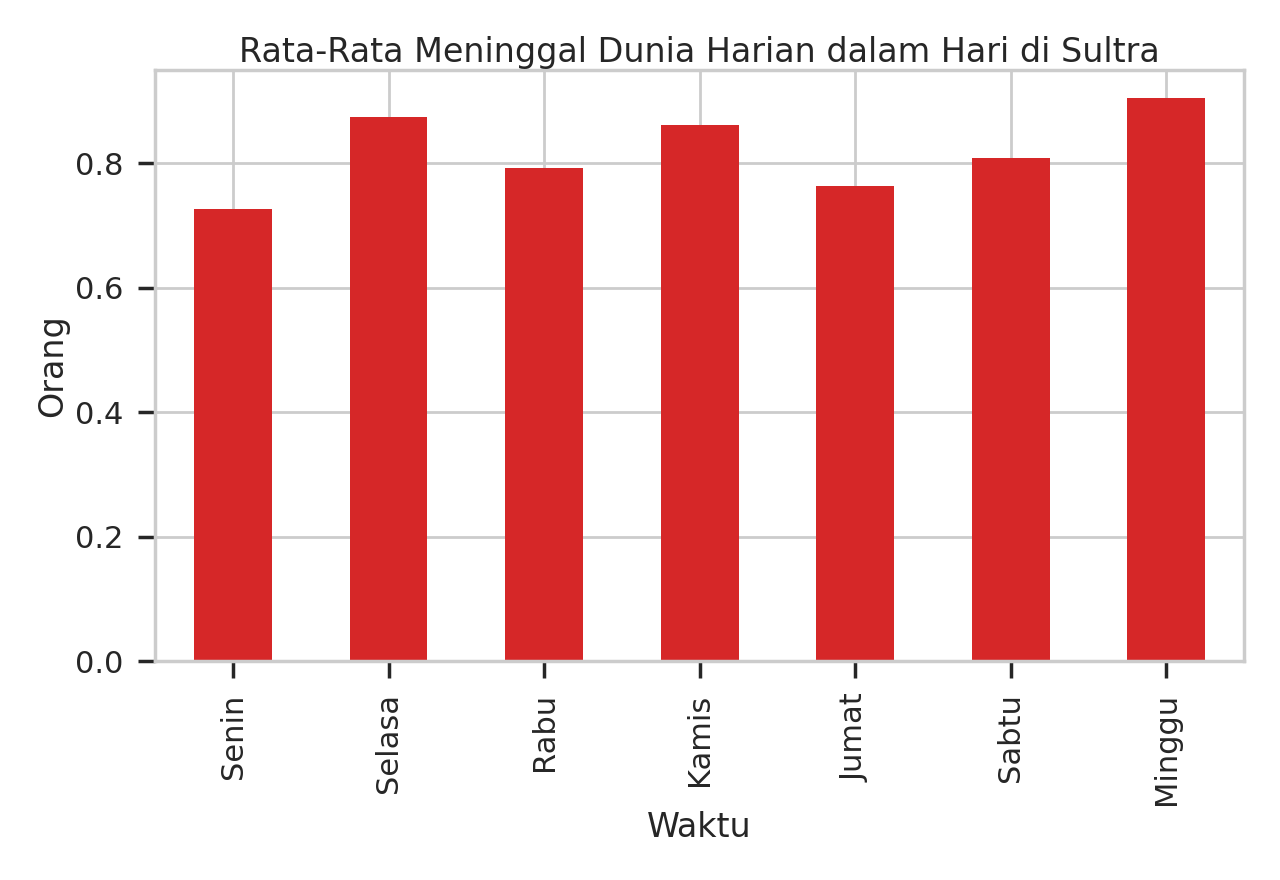 Rata-Rata Meninggal Dunia Harian dalam Hari di Sultra
Orang
0.8
0.6
0.4
0.2
0.0
Senin
Selasa
Rabu
Kamis
Jumat
Sabtu
Minggu
Waktu